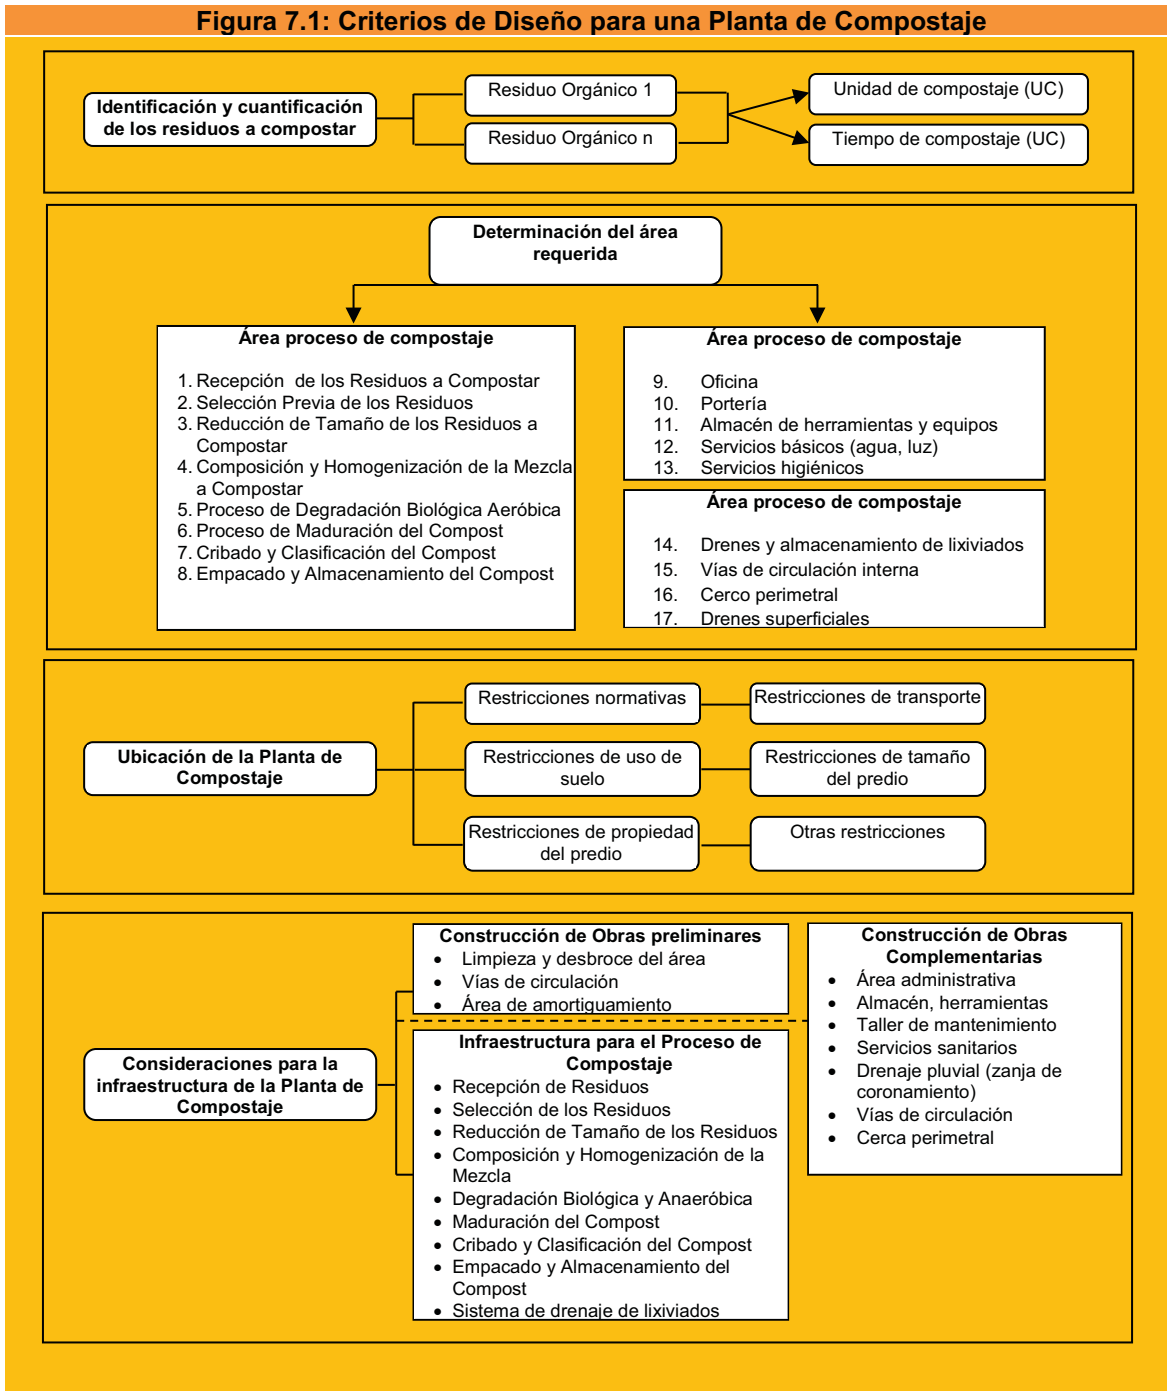 Figura 7.1: Criterios de Diseño para una Planta de Compostaje
Identificación y cuantificación
de los residuos a compostar
Residuo Orgánico 1
Residuo Orgánico n
Unidad de compostaje (UC)
Tiempo de compostaje (UC)
Determinación del área
requerida
Área proceso de compostaje
1. Recepción de los Residuos a Compostar
2. Selección Previa de los Residuos
3. Reducción de Tamaño de los Residuos a
Compostar
4. Composición y Homogenización de la Mezcla
a Compostar
5. Proceso de Degradación Biológica Aeróbica
6. Proceso de Maduración del Compost
7. Cribado y Clasificación del Compost
8. Empacado y Almacenamiento del Compost
Área proceso de compostaje
9. Oficina
10. Portería
11. Almacén de herramientas y equipos
12. Servicios básicos (agua, luz)
13. Servicios higiénicos
Área proceso de compostaje
14. Drenes y almacenamiento de lixiviados
15. Vías de circulación interna
16. Cerco perimetral
17. Drenes superficiales
Ubicación de la Planta de
Compostaje
Restricciones normativas
Restricciones de transporte
Restricciones de uso de
suelo
Restricciones de tamaño
del predio
Restricciones de propiedad
del predio
Otras restricciones
Consideraciones para la
infraestructura de la Planta de
Compostaje
Construcción de Obras preliminares
• Limpieza y desbroce del área
• Vías de circulación
• Área de amortiguamiento
Infraestructura para el Proceso de
Compostaje
• Recepción de Residuos
• Selección de los Residuos
• Reducción de Tamaño de los Residuos
• Composición y Homogenización de la
Mezcla
• Degradación Biológica y Anaeróbica
• Maduración del Compost
• Cribado y Clasificación del Compost
• Empacado y Almacenamiento del
Compost
• Sistema de drenaje de lixiviados
Construcción de Obras
Complementarias
• Área administrativa
• Almacén, herramientas
• Taller de mantenimiento
• Servicios sanitarios
• Drenaje pluvial (zanja de
coronamiento)
• Vías de circulación
• Cerca perimetral